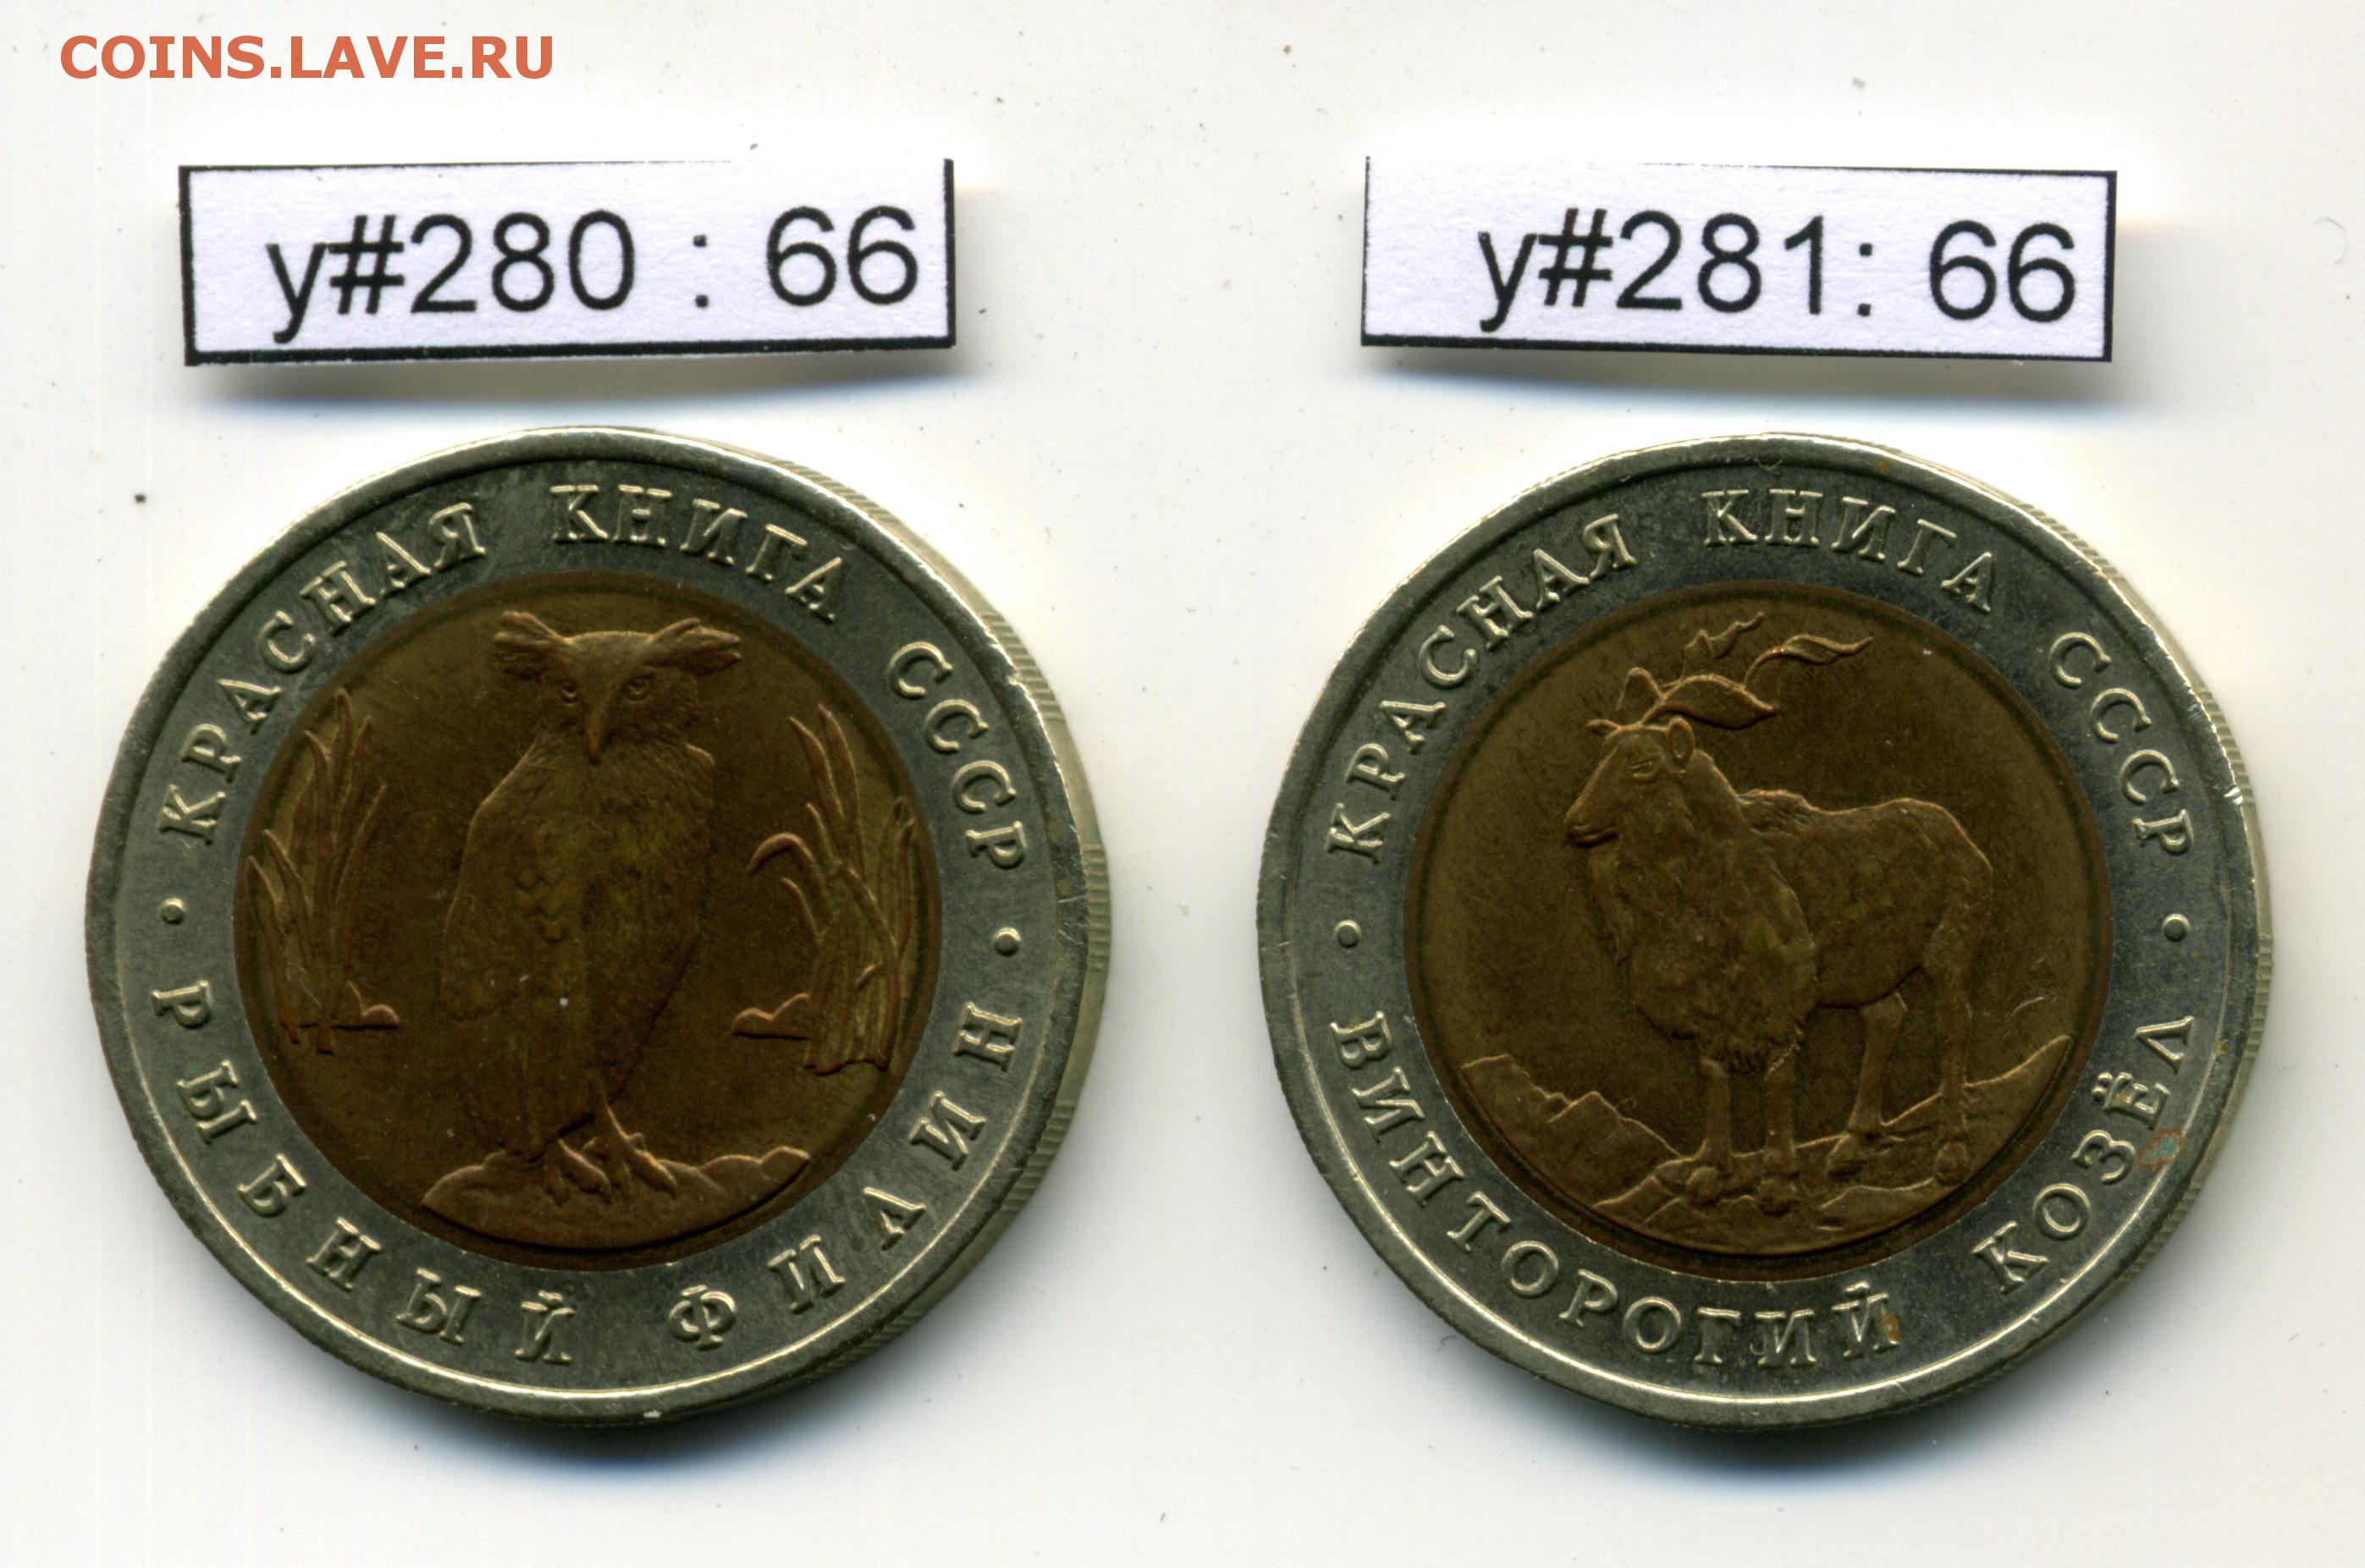 COINS.LAVE.RU
y#280 : 66
y#281: 66
КРАСНАЯ КНИГА СССР
• РЫБНЫЙ ФИЛИН •
КРАСНАЯ КНИГА СССР
• ВИНТОРОГИЙ КОЗЁЛ •